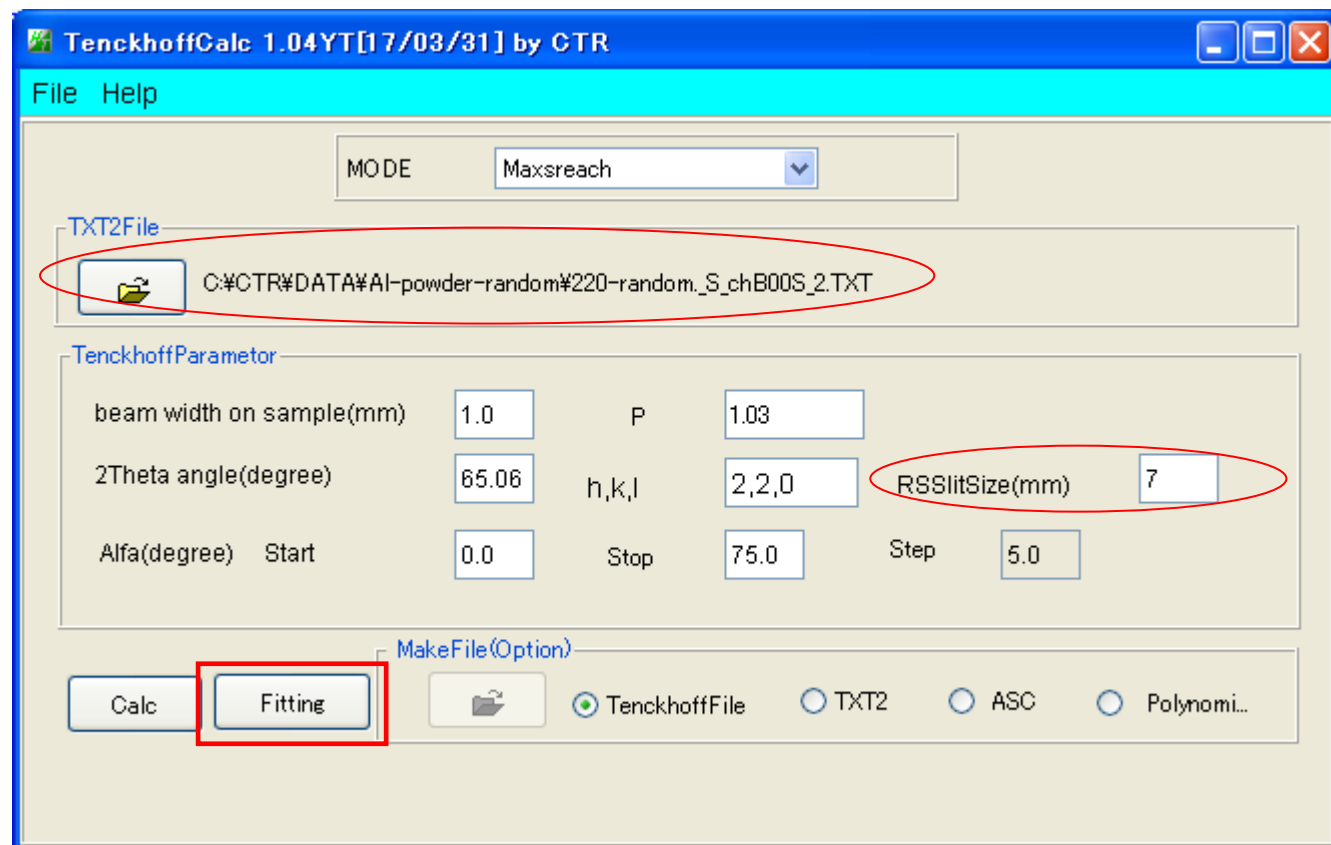 TenckhoffCalc 1.04YT[17/03/31] by CTR
File Help
MODE Maxsreach
TXT2File
C:¥CTR¥DATA¥Al-powder-random¥220-random._S_chB00S_2.TXT
TenckhoffParametor
beam width on sample(mm) 1.0 P 1.03
2Theta angle(degree) 65.06 h,k,l 2,2,0 RSSlitSize(mm) 7
Alfa(degree) Start 0.0 Stop 75.0 Step 5.0
MakeFile(Option)
Calc Fitting TenckhoffFile TXT2 ASC Polynomi...